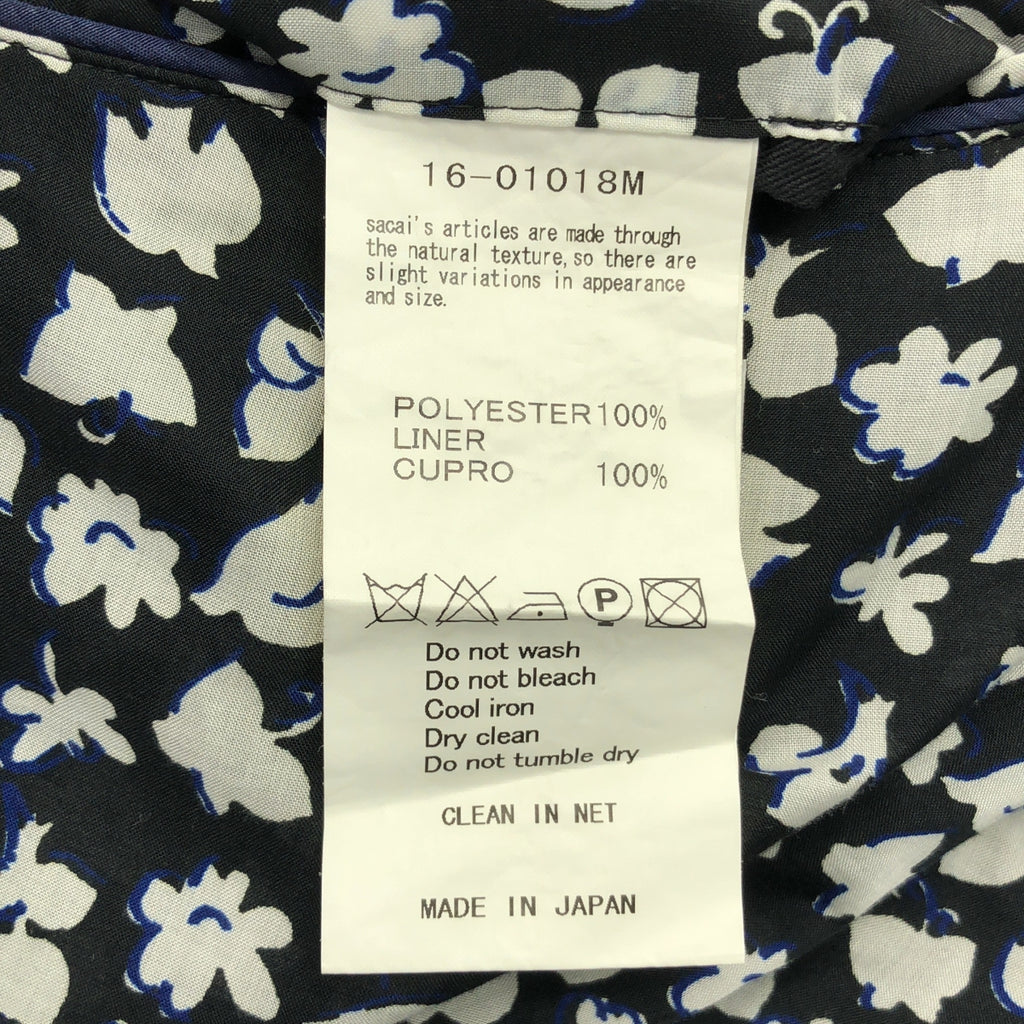 16-01018M
sacai's articles are made through
the natural texture, so there are
slight variations in appearance
and size.
POLYESTER 100%
LINER
CUPRO 100%
P
Do not wash
Do not bleach
Cool iron
Dry clean
Do not tumble dry
CLEAN IN NET
MADE IN JAPAN